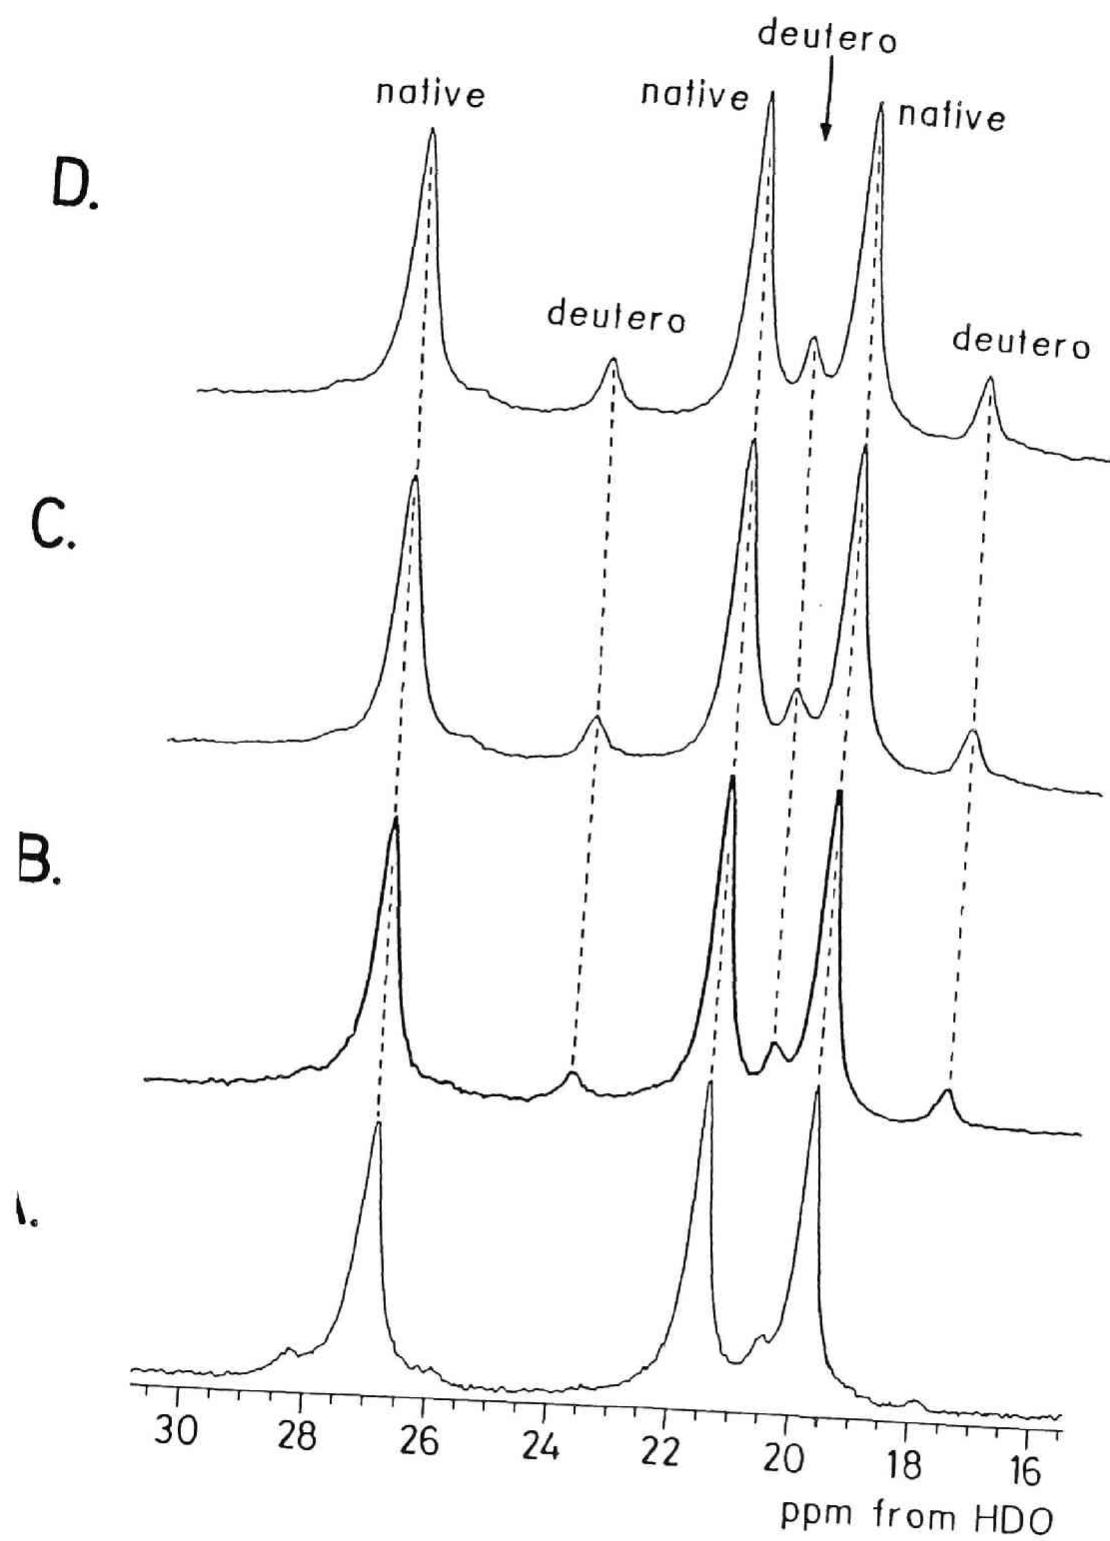 deutero
native
native
native
D.
deutero
deutero
C.
B.
30 28 26 24 22 20 18 16
ppm from HDO